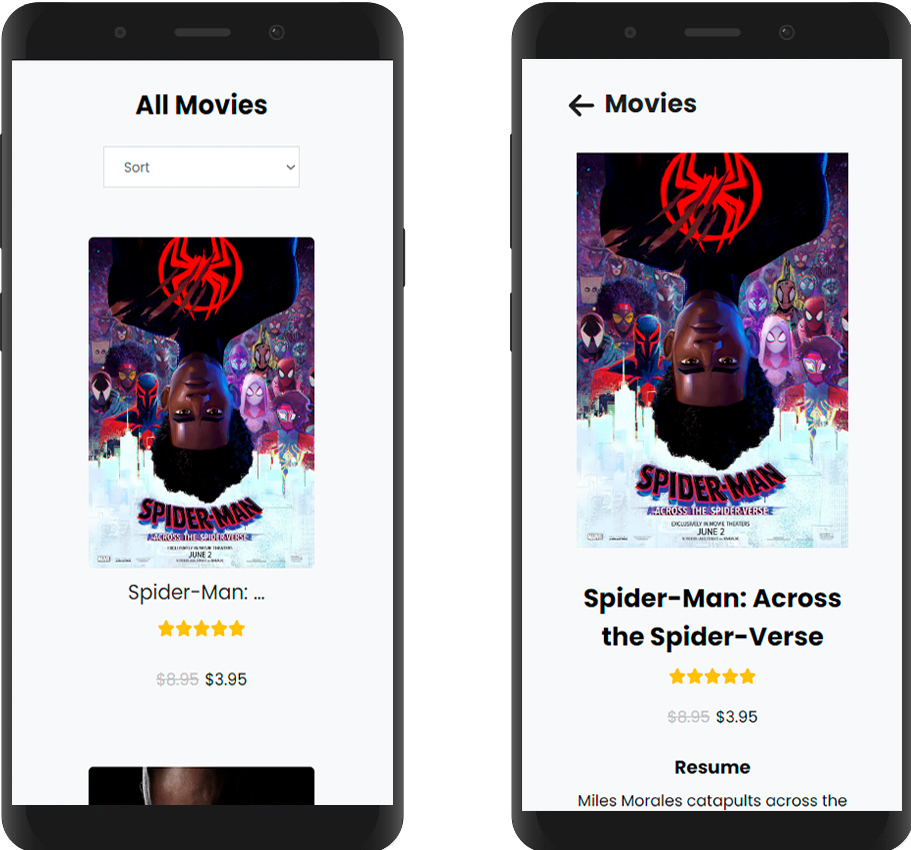 All Movies
Sort
SPIDER-MAN
ACROSS THE SPIDER-VERSE
EXCLUSIVELY IN MOVIE THEATERS
JUNE 2
Spider-Man: ...
$8.95 $3.95
Movies
SPIDER-MAN
ACROSS THE SPIDER-VERSE
EXCLUSIVELY IN MOVIE THEATERS
JUNE 2
MARVEL
Spider-Man: Across
the Spider-Verse
$8.95 $3.95
Resume
Miles Morales catapults across the